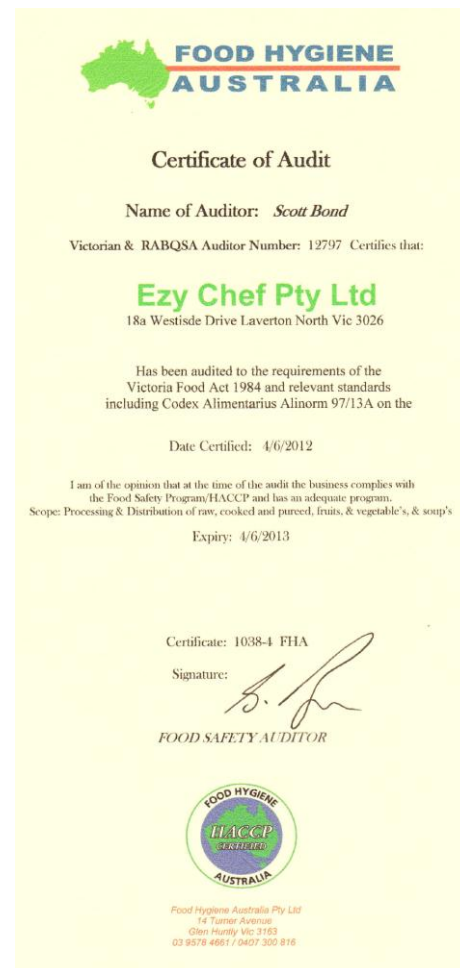 FOOD HYGIENE
AUSTRALIA
Certificate of Audit
Name of Auditor: Scott Bond
Victorian & RABQSA Auditor Number: 12797 Certifies that:
Ezy Chef Pty Ltd
18a Westisde Drive Laverton North Vic 3026
Has been audited to the requirements of the
Victoria Food Act 1984 and relevant standards
including Codex Alimentarius Alinorm 97/13A on the
Date Certified: 4/6/2012
I am of the opinion that at the time of the audit the business complies with
the Food Safety Program/HACCP and has an adequate program.
Scope: Processing & Distribution of raw, cooked and pureed, fruits, & vegetable's, & soup's
Expiry: 4/6/2013
Certificate: 1038-4 FHA
Signature:
FOOD SAFETY AUDITOR
FOOD HYGIENE
HACCP
CERTIFIED
AUSTRALIA
Food Hygiene Australia Pty Ltd
14 Turner Avenue
Glen Huntly Vic 3163
03 9578 4661 / 0407 300 816